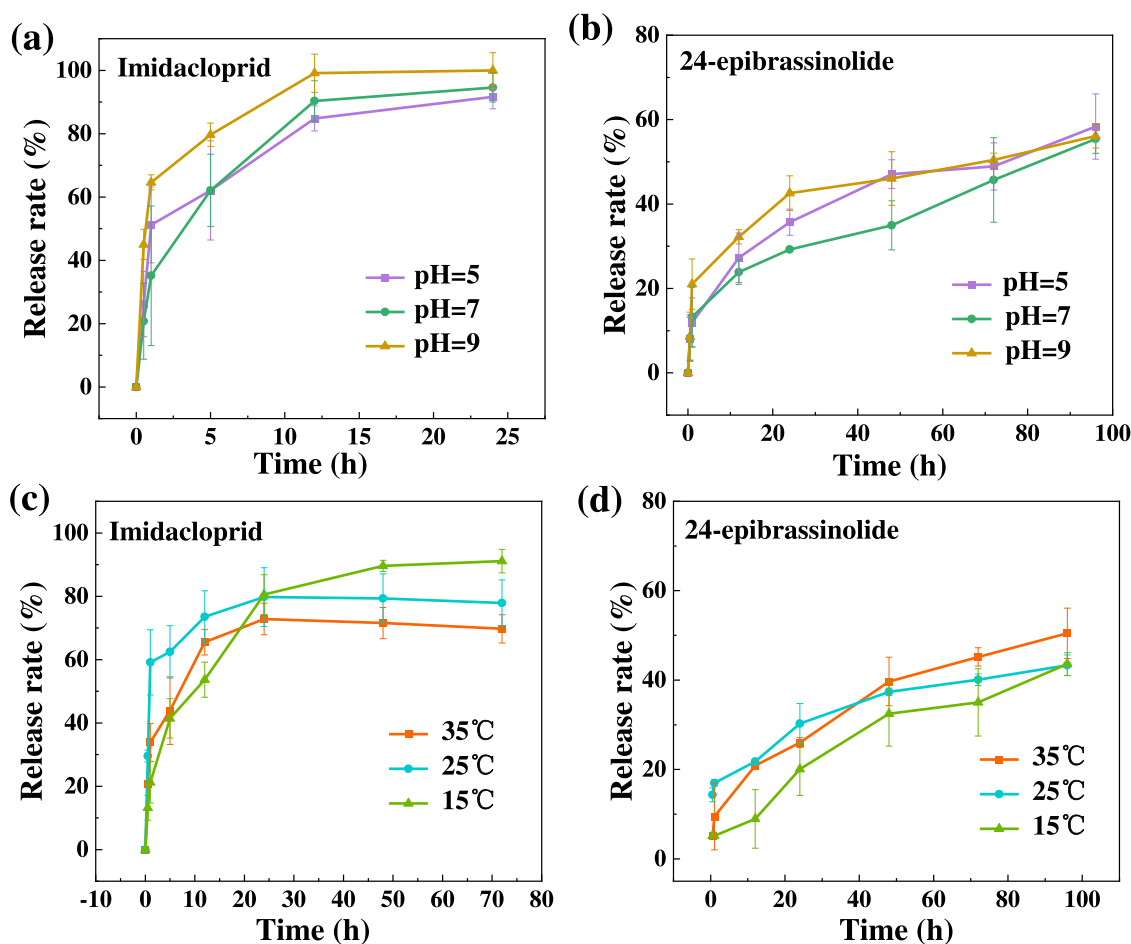 (a)
Imidacloprid
Release rate (%)
100
80
60
40
20
0
pH=5
pH=7
pH=9
0 5 10 15 20 25
Time (h)
(b)
24-epibrassinolide
Release rate (%)
80
60
40
20
0
pH=5
pH=7
pH=9
0 20 40 60 80 100
Time (h)
(c)
Imidacloprid
Release rate (%)
100
80
60
40
20
0
35℃
25℃
15℃
-10 0 10 20 30 40 50 60 70 80
Time (h)
(d)
24-epibrassinolide
Release rate (%)
80
60
40
20
0
35℃
25℃
15℃
0 20 40 60 80 100
Time (h)